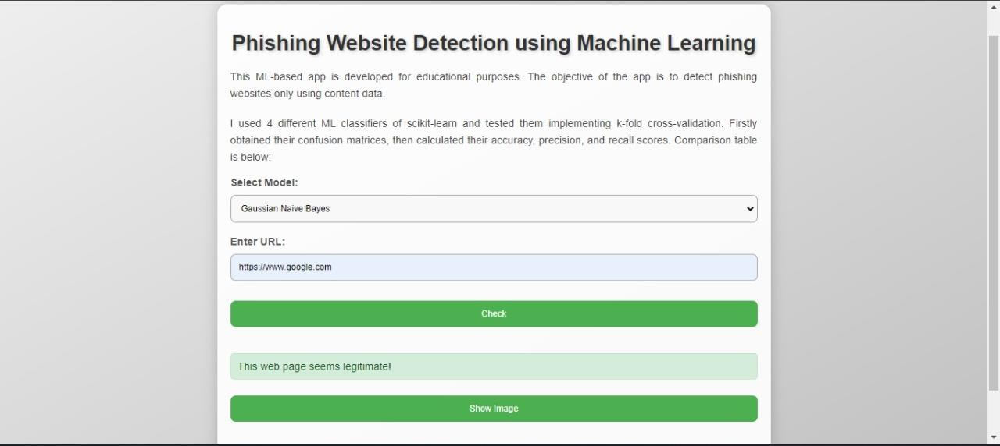 Phishing Website Detection using Machine Learning
This ML-based app is developed for educational purposes. The objective of the app is to detect phishing
websites only using content data.
I used 4 different ML classifiers of scikit-learn and tested them implementing k-fold cross-validation. Firstly
obtained their confusion matrices, then calculated their accuracy, precision, and recall scores. Comparison table
is below:
Select Model:
Gaussian Naive Bayes
Enter URL:
https://www.google.com
Check
This web page seems legitimate!
Show Image